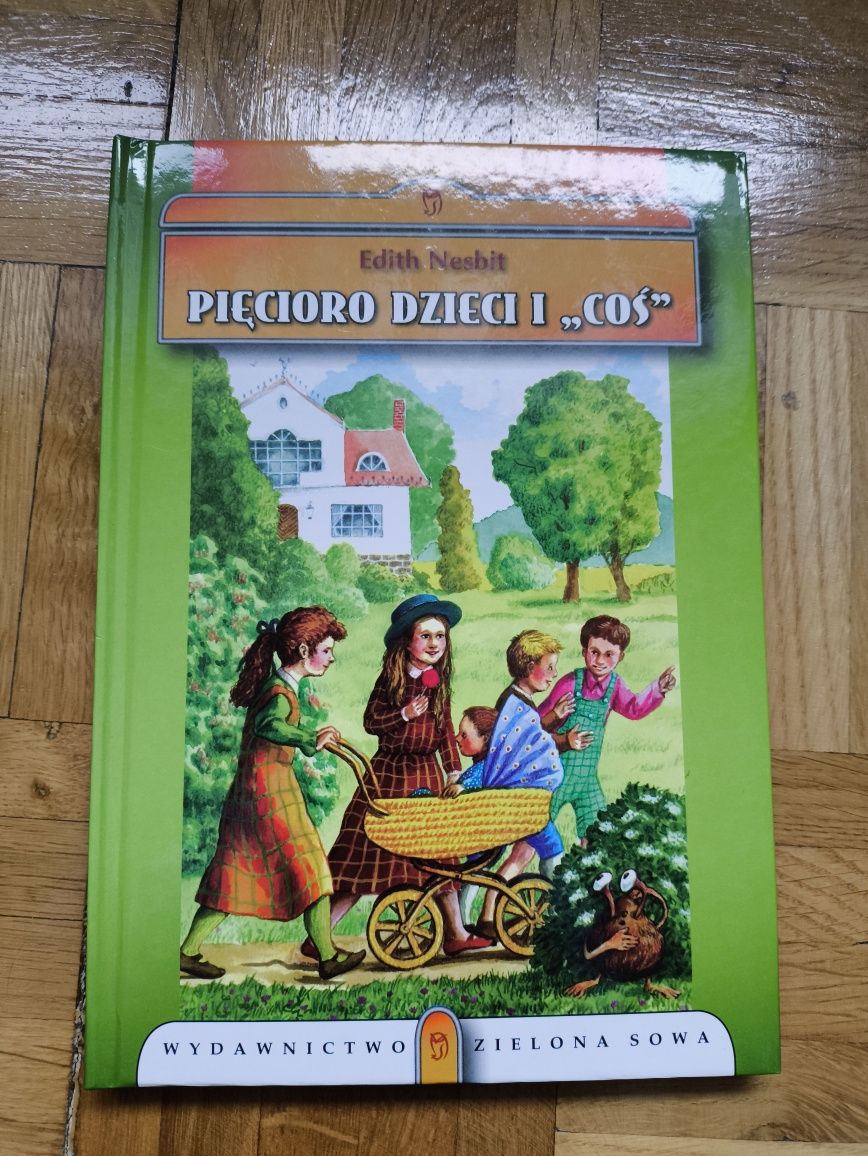 Edith Nesbit
PIĘCIORO DZIECI I „COŚ”
WYDAWNICTWO ZIELONA SOWA